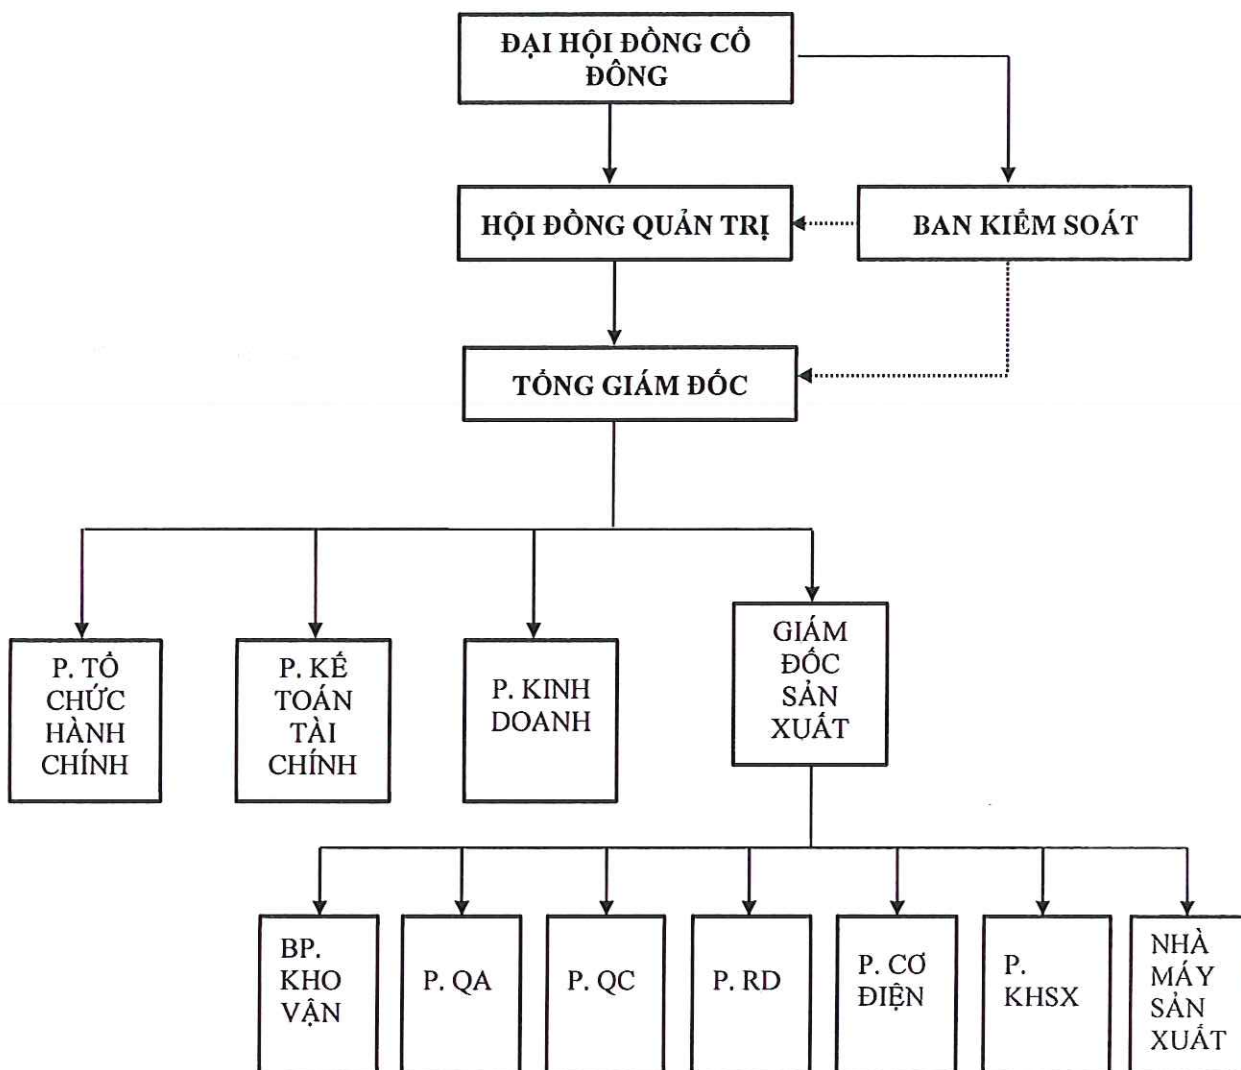 ĐẠI HỘI ĐỒNG CỔ
ĐÔNG
HỘI ĐỒNG QUẢN TRỊ
BAN KIỂM SOÁT
TỔNG GIÁM ĐỐC
P. TỔ
CHỨC
HÀNH
CHÍNH
P. KẾ
TOÁN
TÀI
CHÍNH
P. KINH
DOANH
GIÁM
ĐỐC
SẢN
XUẤT
BP.
KHO
VẬN
P. QA
P. QC
P. RD
P. CƠ
ĐIỆN
P.
KHSX
NHÀ
MÁY
SẢN
XUẤT